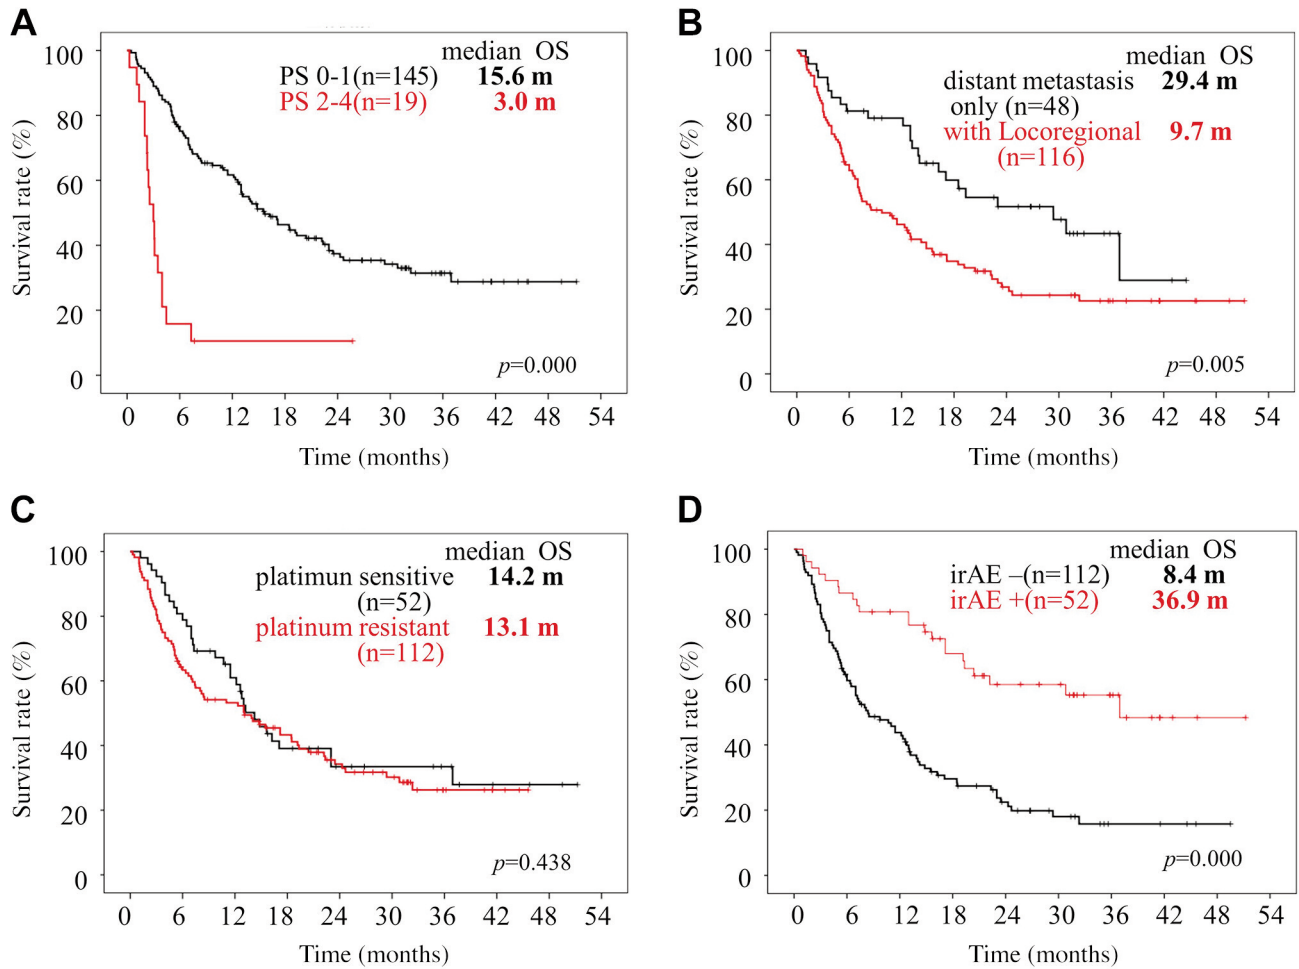 A
median OS
PS 0-1(n=145) 15.6 m
PS 2-4(n=19) 3.0 m
100
80
60
40
20
0
Survival rate (%)
p=0.000
0 6 12 18 24 30 36 42 48 54
Time (months)
B
median OS
distant metastasis 29.4 m
only (n=48)
with Locoregional 9.7 m
(n=116)
100
80
60
40
20
0
Survival rate (%)
p=0.005
0 6 12 18 24 30 36 42 48 54
Time (months)
C
median OS
platimun sensitive 14.2 m
(n=52)
platinum resistant 13.1 m
(n=112)
100
80
60
40
20
0
Survival rate (%)
p=0.438
0 6 12 18 24 30 36 42 48 54
Time (months)
D
median OS
irAE –(n=112) 8.4 m
irAE +(n=52) 36.9 m
100
80
60
40
20
0
Survival rate (%)
p=0.000
0 6 12 18 24 30 36 42 48 54
Time (months)